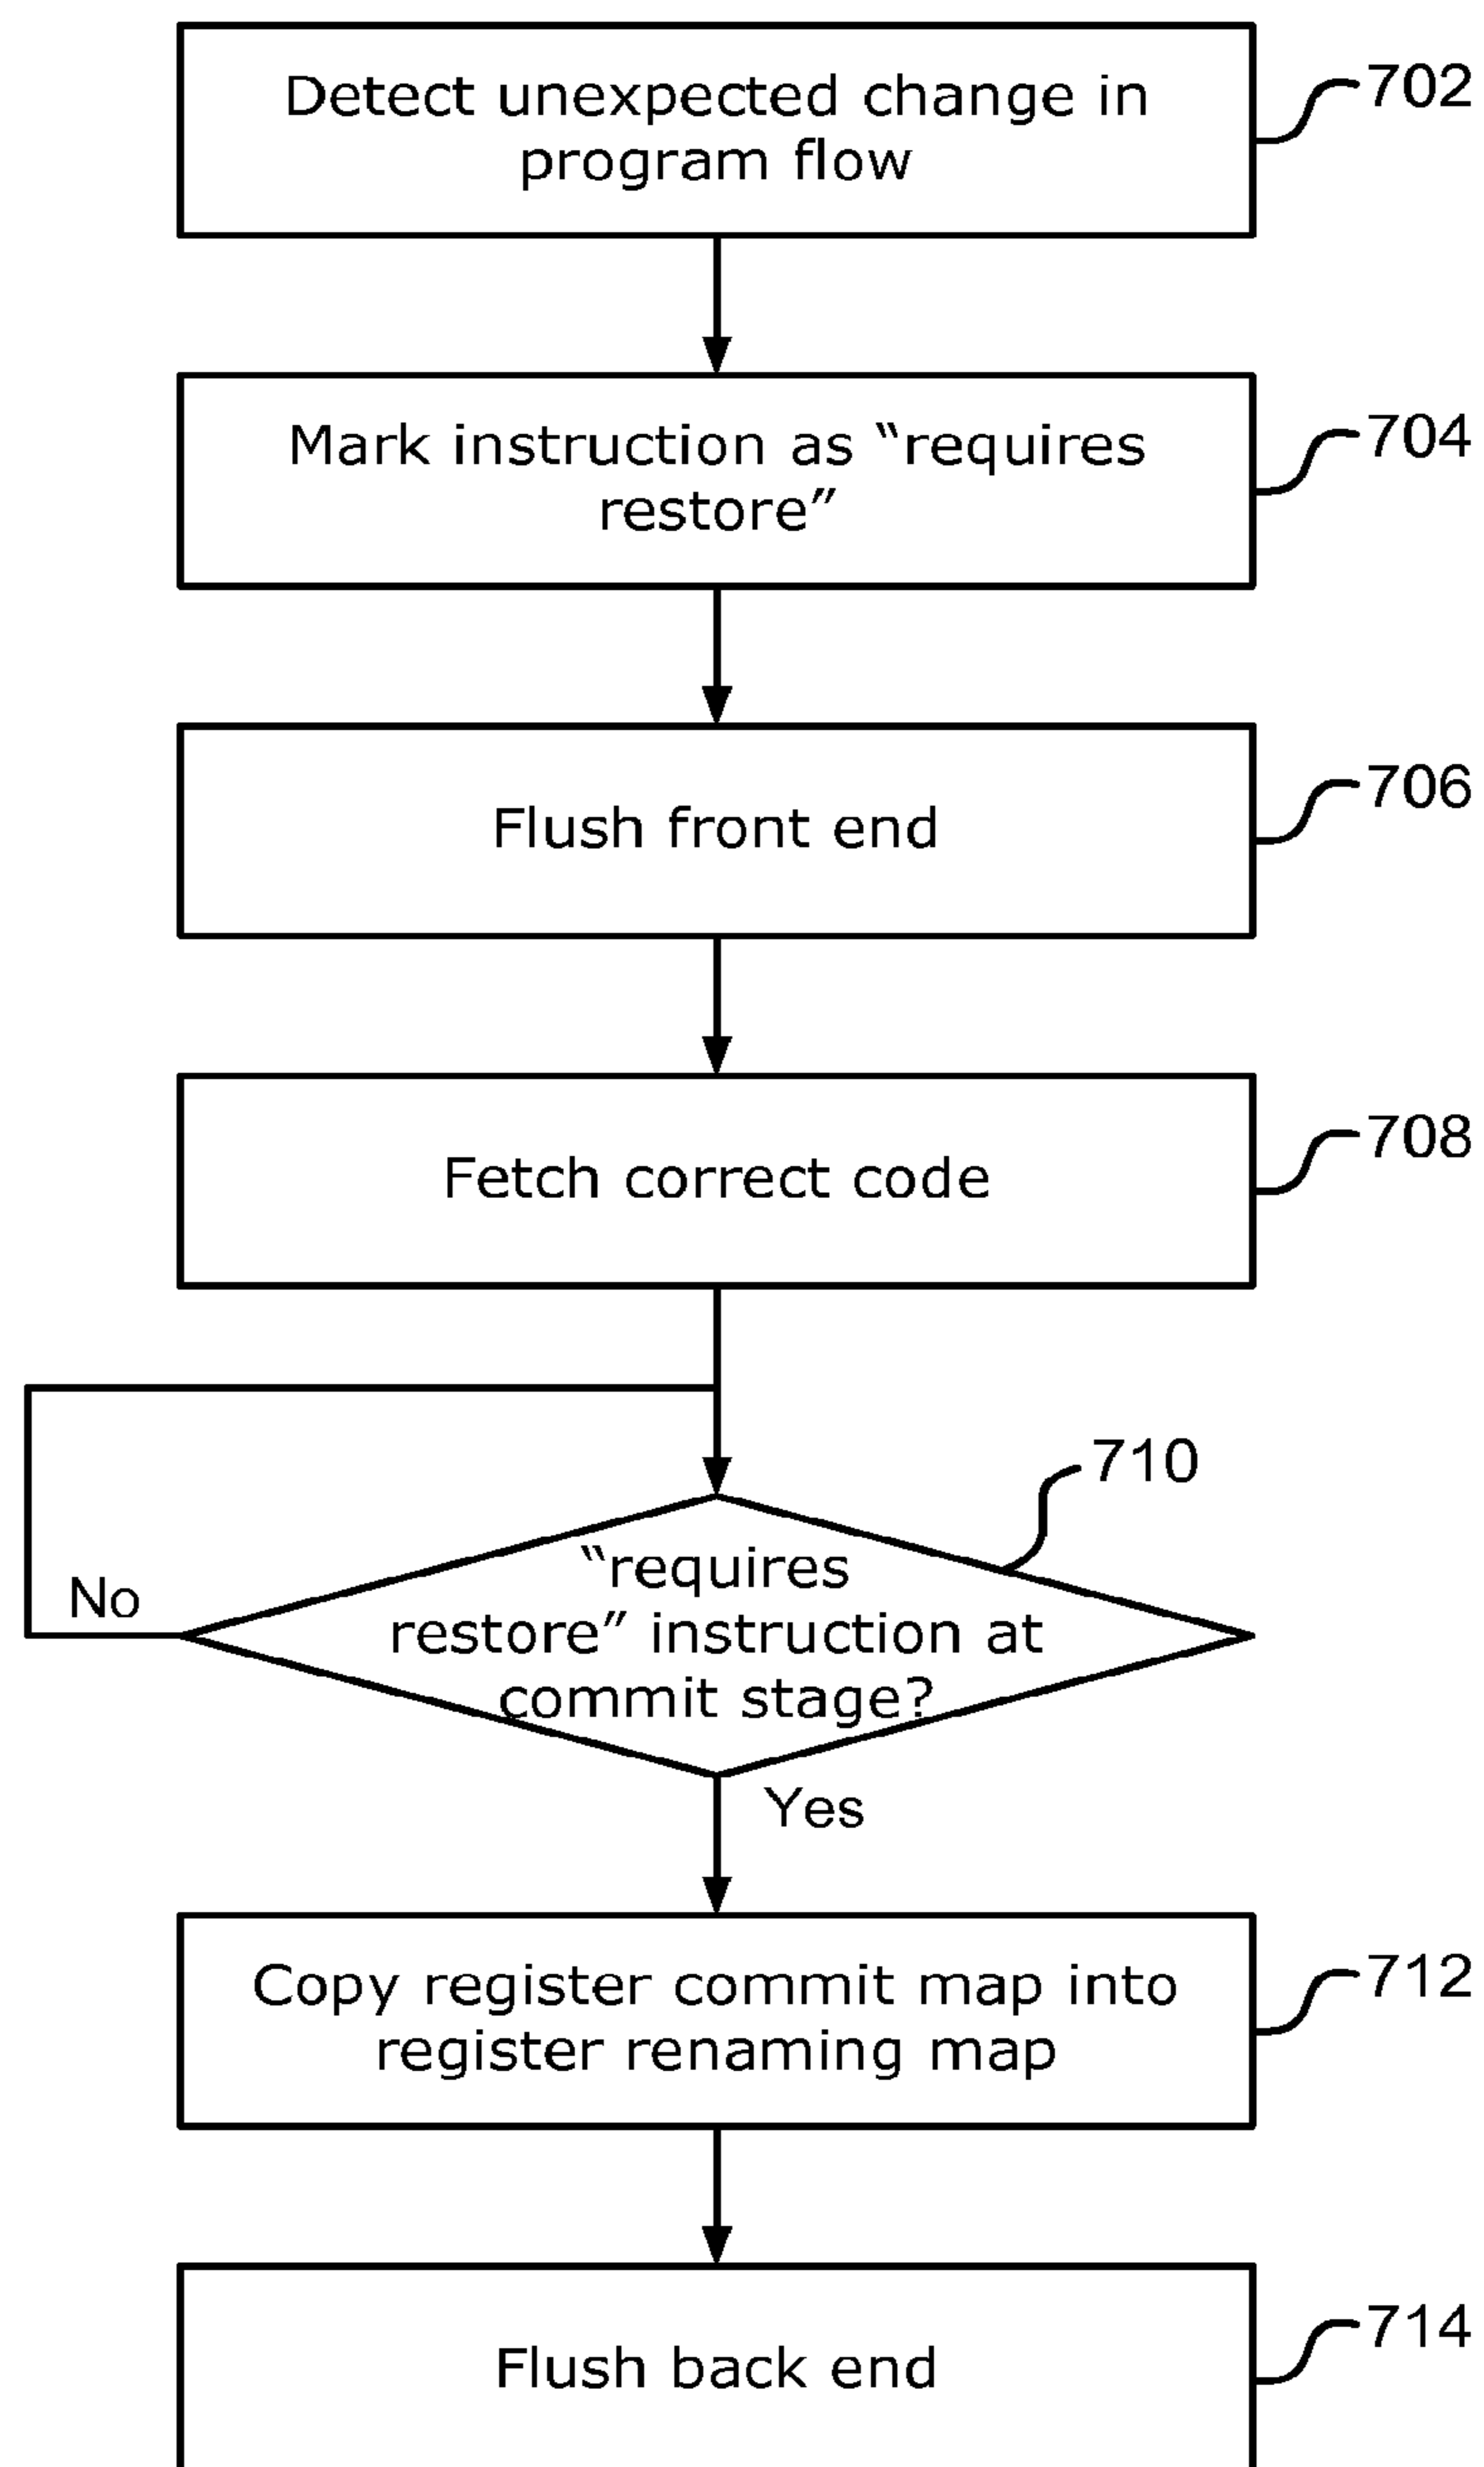 Detect unexpected change in
program flow
702
Mark instruction as “requires
restore”
704
Flush front end
706
Fetch correct code
708
710
“requires
restore” instruction at
commit stage?
No
Yes
Copy register commit map into
register renaming map
712
Flush back end
714